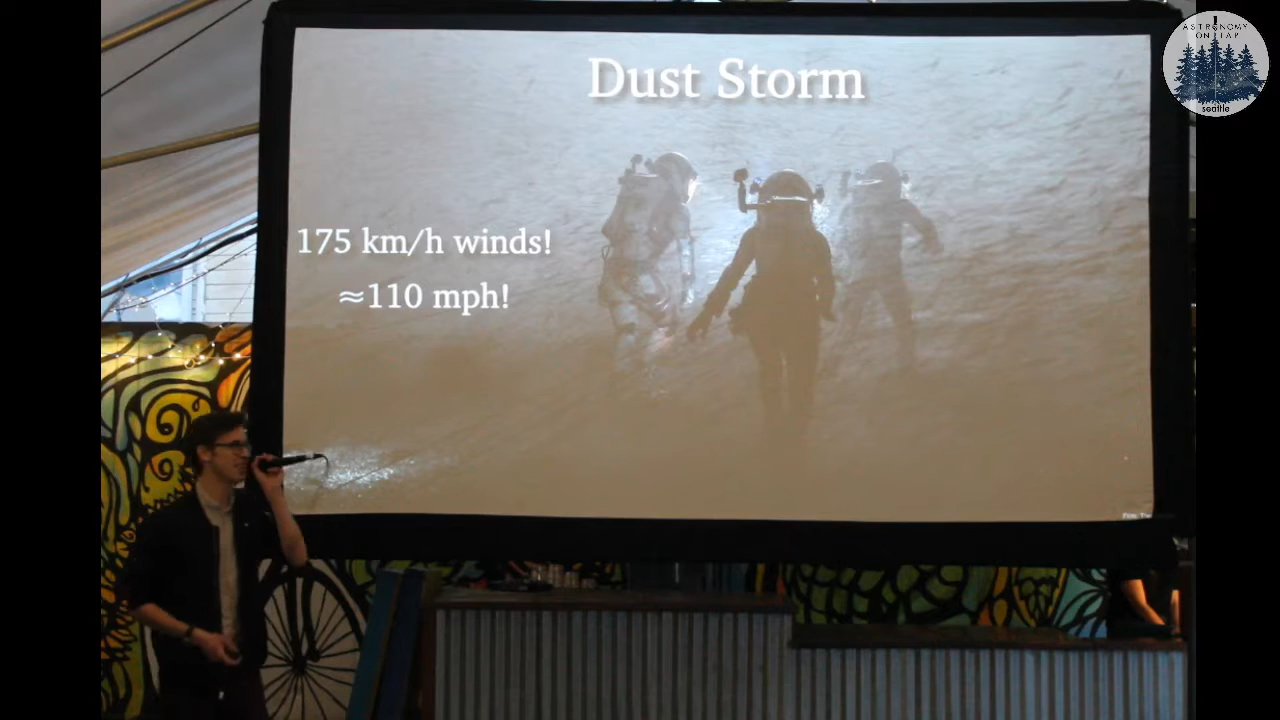 Dust Storm
175 km/h winds!
≈110 mph!
ASTRONOMY
ON TAP
seattle